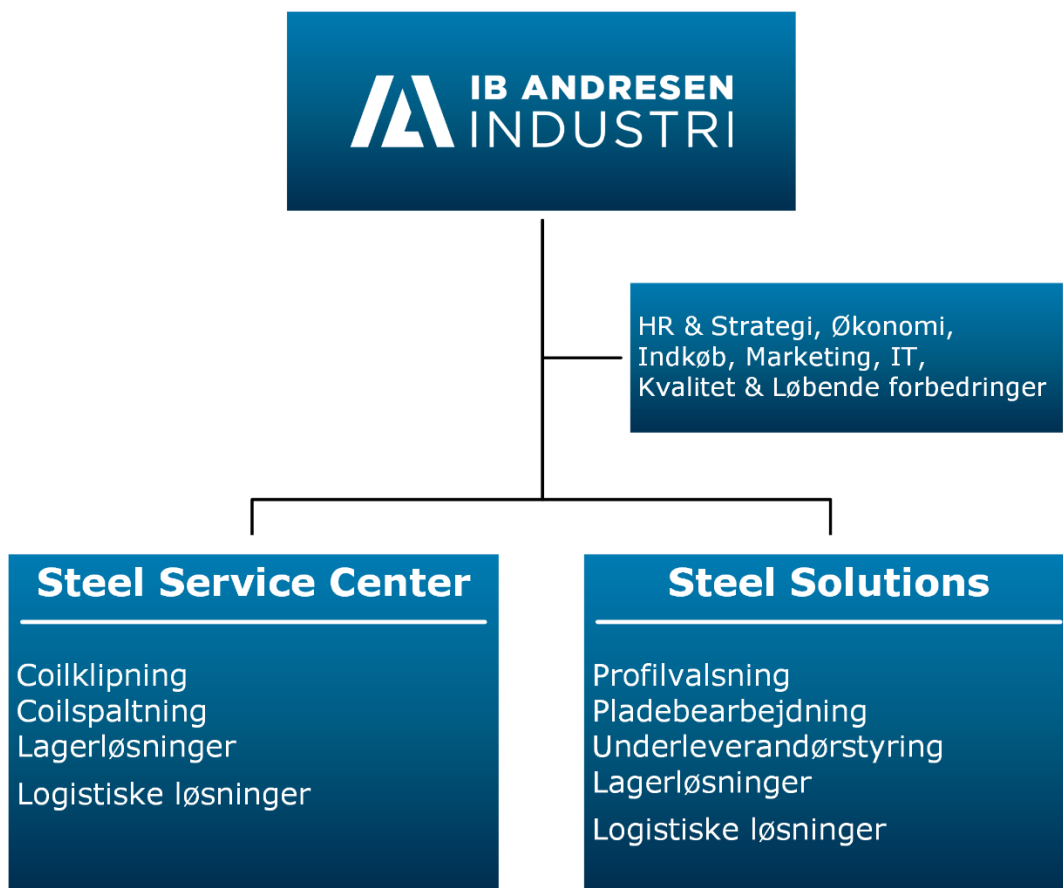 IB ANDRESEN
INDUSTRI
HR & Strategi, Økonomi,
Indkøb, Marketing, IT,
Kvalitet & Løbende forbedringer
Steel Service Center
Coilklipning
Coilspaltning
Lagerløsninger
Logistiske løsninger
Steel Solutions
Profilvalsning
Pladebearbejdning
Underleverandørstyring
Lagerløsninger
Logistiske løsninger